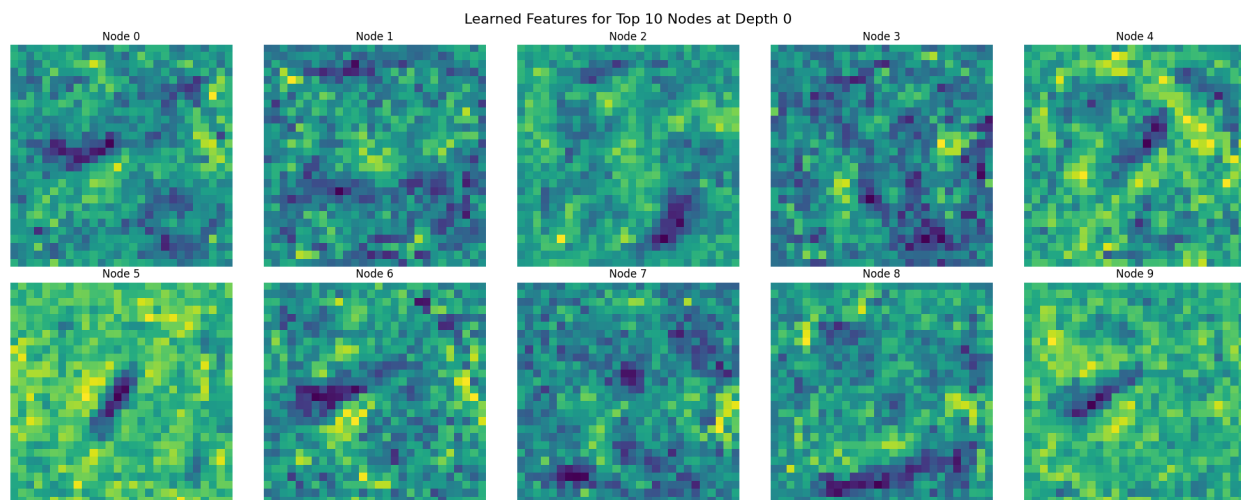 Learned Features for Top 10 Nodes at Depth 0
Node 0
Node 1
Node 2
Node 3
Node 4
Node 5
Node 6
Node 7
Node 8
Node 9